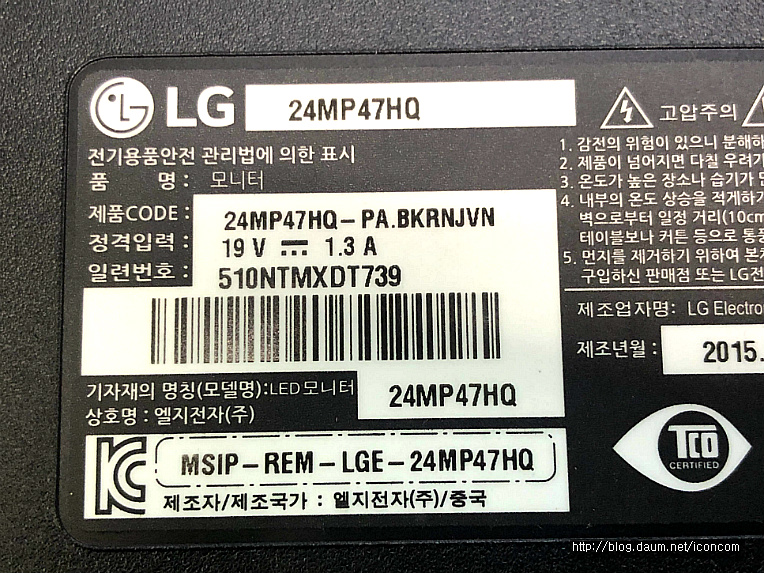 LG 24MP47HQ
전기용품안전 관리법에 의한 표시
품 명 : 모니터
제품CODE : 24MP47HQ-PA.BKRNJVN
정격입력 : 19 V 1.3 A
일련번호 : 510NTMXDT739
기자재의 명칭(모델명):LED모니터 24MP47HQ
상호명 : 엘지전자(주)
MSIP-REM-LGE-24MP47HQ
제조자/제조국가 : 엘지전자(주)/중국
고압주의
1. 감전의 위험이 있으니 분해하
2. 제품이 넘어지면 다칠 우려가
3. 온도가 높은 장소나 습기가 많
4. 내부의 온도 상승을 적게하기
벽으로부터 일정 거리(10cm
테이블보나 커튼 등으로 통풍
5. 먼지를 제거하기 위하여 본체
구입하신 판매점 또는 LG전
제조업자명: LG Electro
제조년월 : 2015.
TCO
CERTIFIED
http://blog.daum.net/iconcom